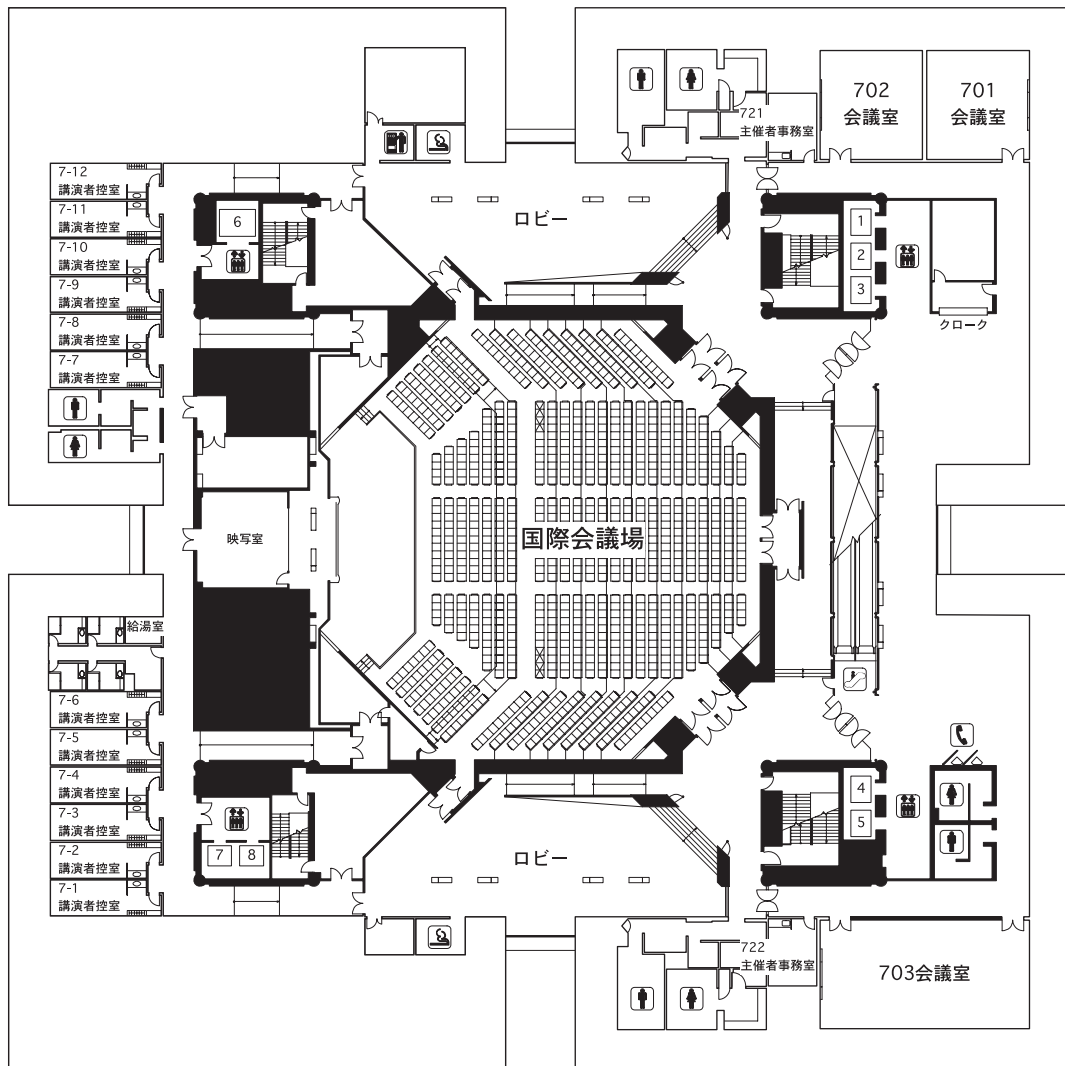 702
会議室
701
会議室
721
主催者事務室
7-12
講演者控室
7-11
講演者控室
7-10
講演者控室
7-9
講演者控室
7-8
講演者控室
7-7
講演者控室
6
ロビー
1
2
3
クローク
国際会議場
映写室
給湯室
7-6
講演者控室
7-5
講演者控室
7-4
講演者控室
7-3
講演者控室
7-2
講演者控室
7-1
講演者控室
7
8
ロビー
4
5
722
主催者事務室
703会議室